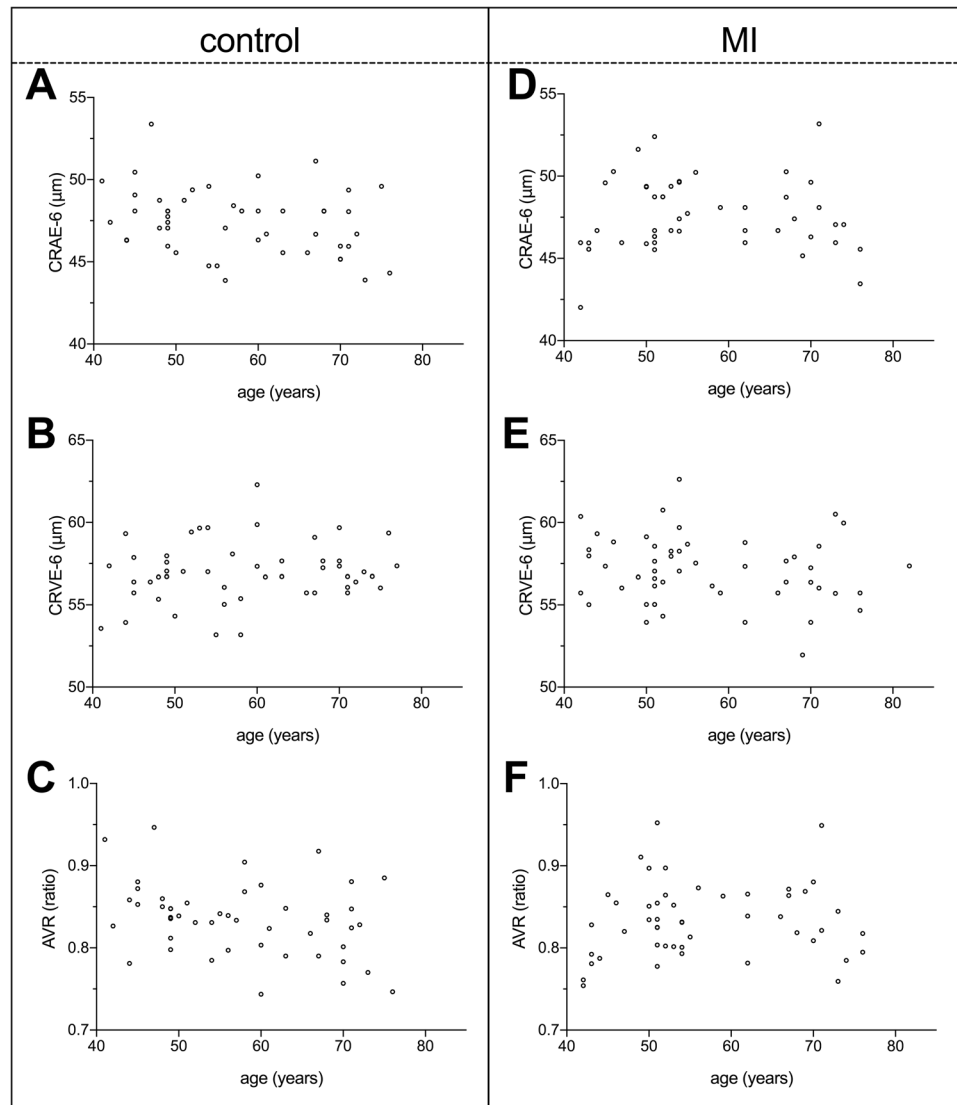 control
MI
A
55
50
45
40
CRAE-6 (µm)
40 50 60 70 80
age (years)
D
55
50
45
40
CRAE-6 (µm)
40 50 60 70 80
age (years)
B
65
60
55
50
CRVE-6 (µm)
40 50 60 70 80
age (years)
E
65
60
55
50
CRVE-6 (µm)
40 50 60 70 80
age (years)
C
1.0
0.9
0.8
0.7
AVR (ratio)
40 50 60 70 80
age (years)
F
1.0
0.9
0.8
0.7
AVR (ratio)
40 50 60 70 80
age (years)